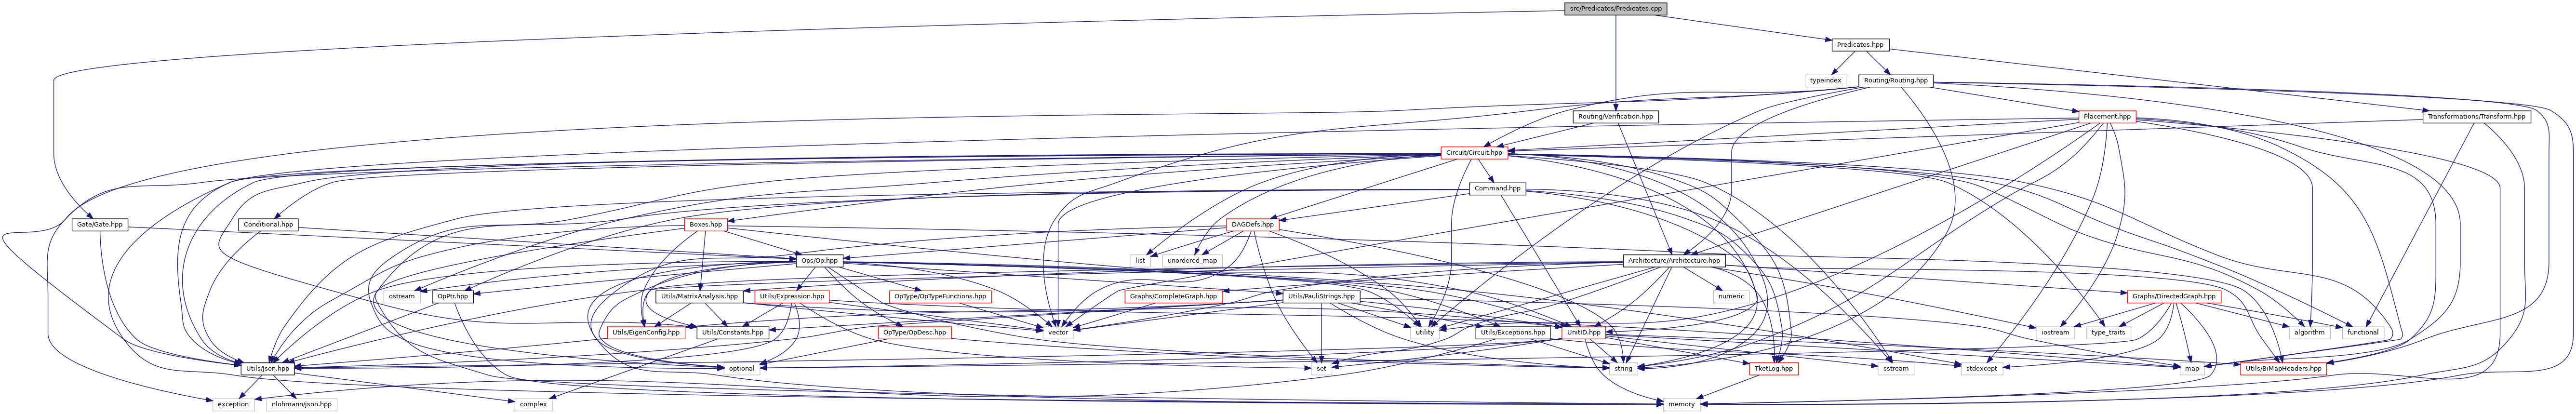 src/Predicates/Predicates.cpp
Predicates.hpp
typeindex
Routing/Routing.hpp
Routing/Verification.hpp
Placement.hpp
Transformations/Transform.hpp
Circuit/Circuit.hpp
Command.hpp
Gate/Gate.hpp
Conditional.hpp
Boxes.hpp
DAGDefs.hpp
Ops/Op.hpp
list
unordered_map
Architecture/Architecture.hpp
ostream
OpPtr.hpp
Utils/MatrixAnalysis.hpp
Utils/Expression.hpp
OpType/OpTypeFunctions.hpp
Graphs/CompleteGraph.hpp
Utils/PauliStrings.hpp
numeric
Graphs/DirectedGraph.hpp
Utils/EigenConfig.hpp
Utils/Constants.hpp
OpType/OpDesc.hpp
vector
utility
Utils/Exceptions.hpp
UnitID.hpp
iostream
type_traits
algorithm
functional
Utils/Json.hpp
optional
set
string
TketLog.hpp
sstream
stdexcept
map
Utils/BiMapHeaders.hpp
exception
nlohmann/json.hpp
complex
memory